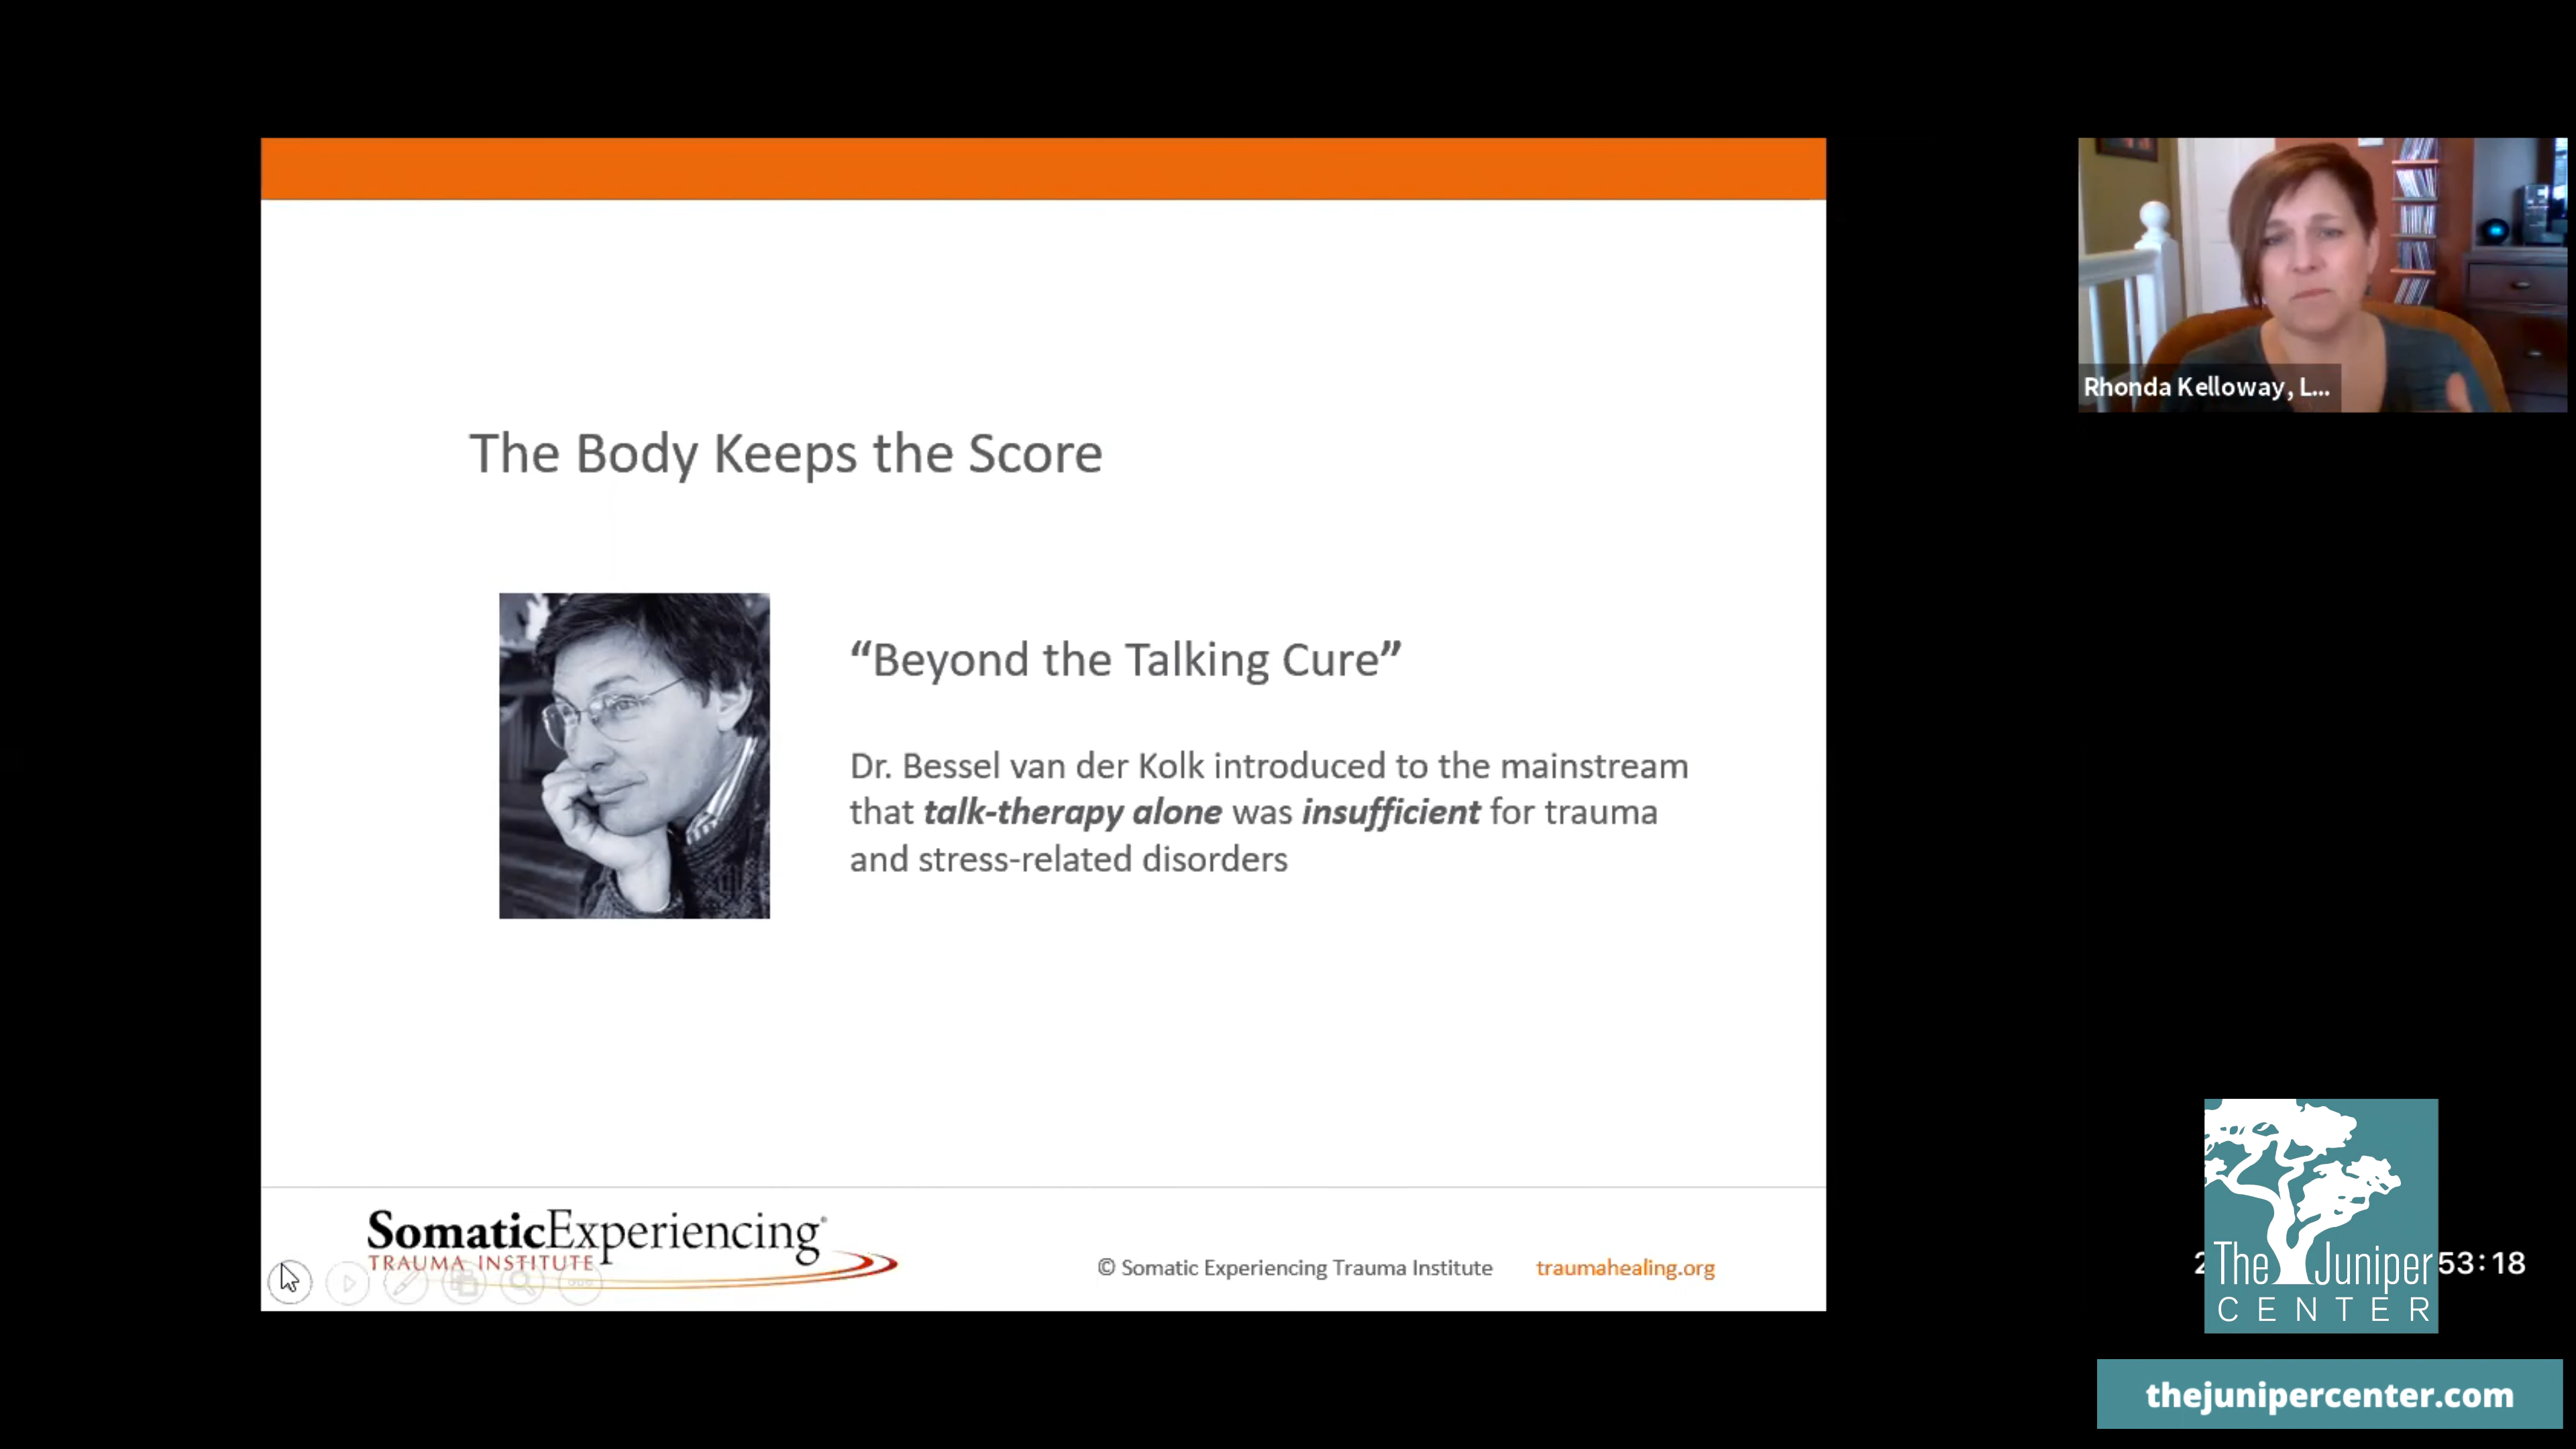 The Body Keeps the Score
“Beyond the Talking Cure”
Dr. Bessel van der Kolk introduced to the mainstream
that talk-therapy alone was insufficient for trauma
and stress-related disorders
SomaticExperiencing®
TRAUMA INSTITUTE
© Somatic Experiencing Trauma Institute traumahealing.org
Rhonda Kelloway, L...
The Juniper
CENTER
53:18
thejunipercenter.com